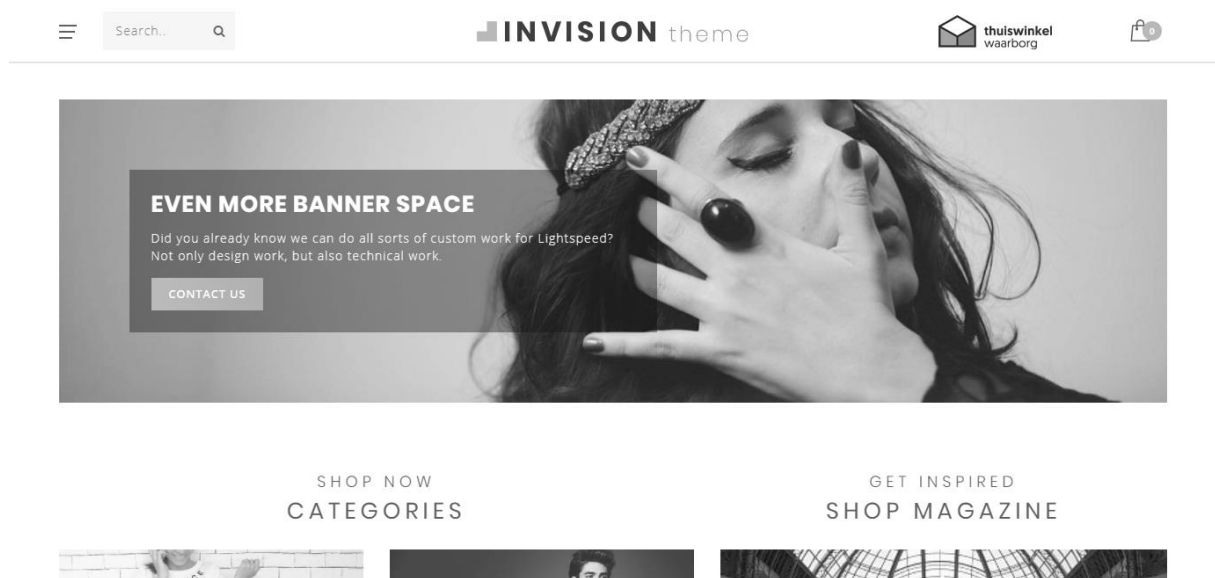 Search..
INVISION theme
thuiswinkel
waarborg
0
EVEN MORE BANNER SPACE
Did you already know we can do all sorts of custom work for Lightspeed?
Not only design work, but also technical work.
CONTACT US
SHOP NOW
CATEGORIES
GET INSPIRED
SHOP MAGAZINE